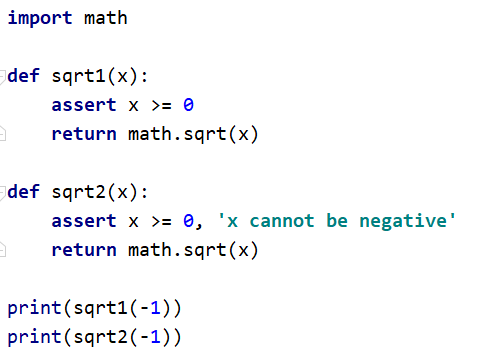 import math
def sqrt1(x):
    assert x >= 0
    return math.sqrt(x)
def sqrt2(x):
    assert x >= 0, 'x cannot be negative'
    return math.sqrt(x)
print(sqrt1(-1))
print(sqrt2(-1))